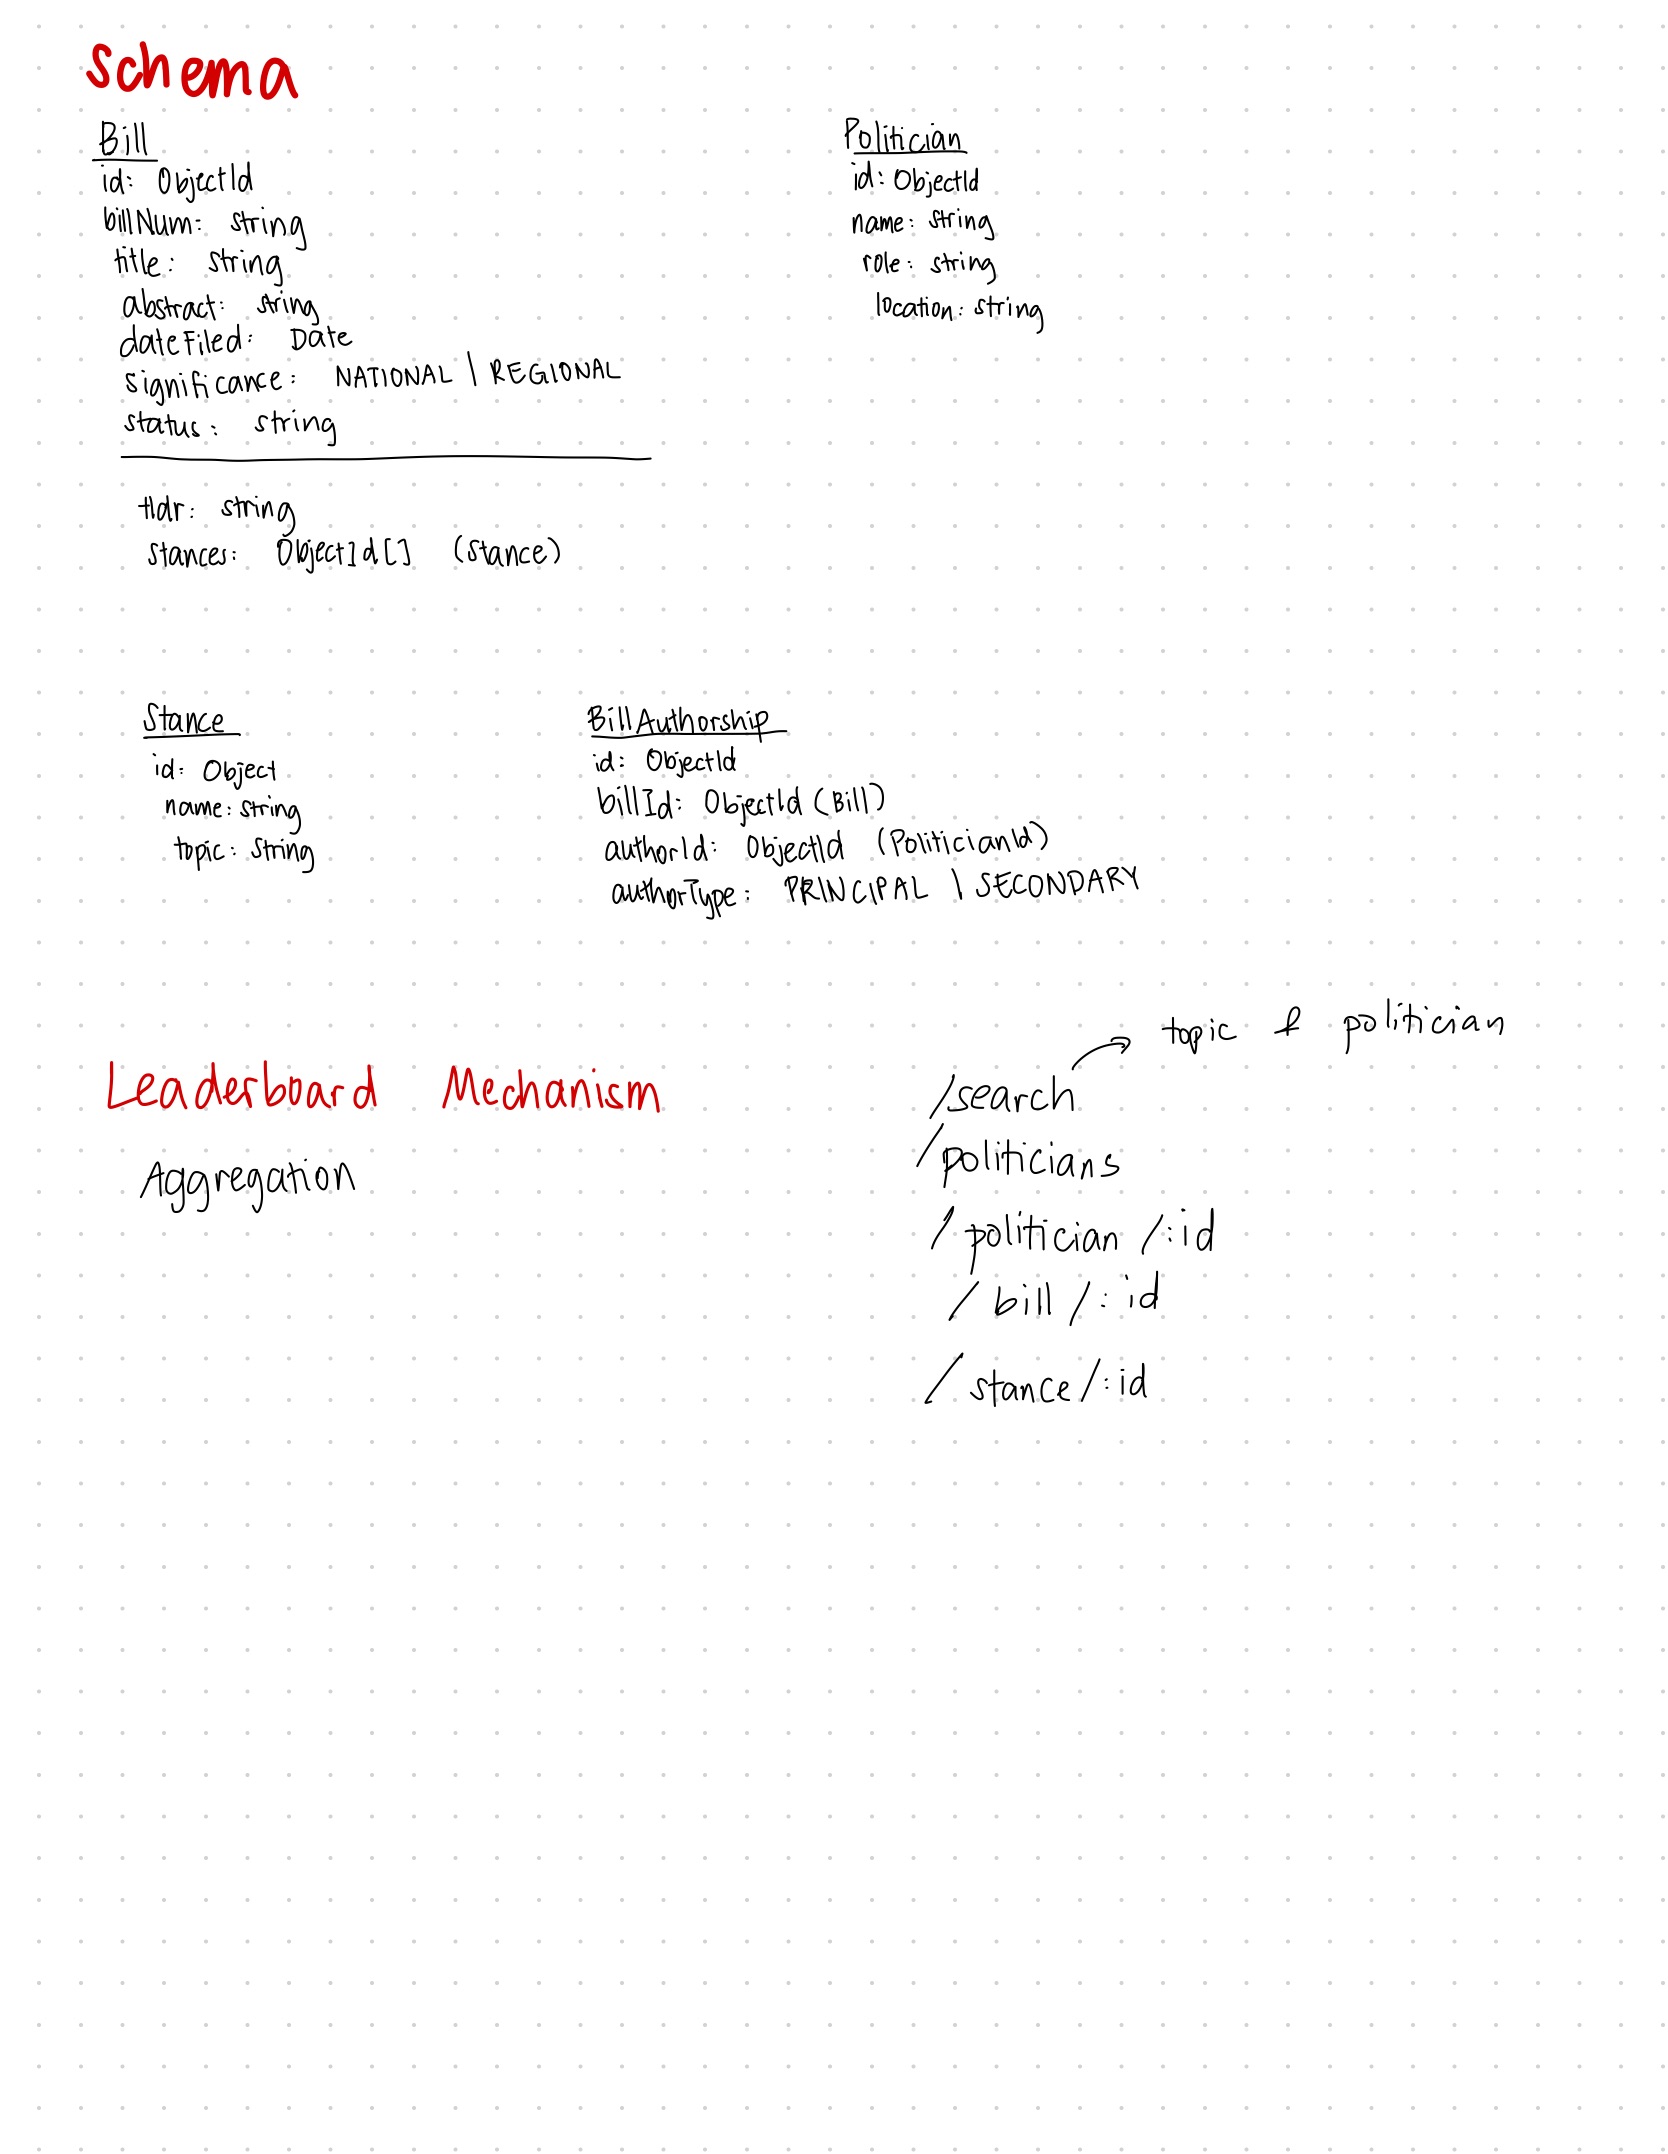 Schema
Bill
id: ObjectId
billNum: string
title: string
abstract: string
dateFiled: Date
significance: NATIONAL | REGIONAL
status: string
tldr: string
stances: ObjectId[] (Stance)
Politician
id: ObjectId
name: string
role: string
location: string
Stance
id: Object
name: string
topic: string
BillAuthorship
id: ObjectId
billId: ObjectId (Bill)
authorId: ObjectId (PoliticianId)
authorType: PRINCIPAL | SECONDARY
Leaderboard Mechanism
Aggregation
topic & politician
/search
/politicians
/politician/:id
/bill/:id
/stance/:id